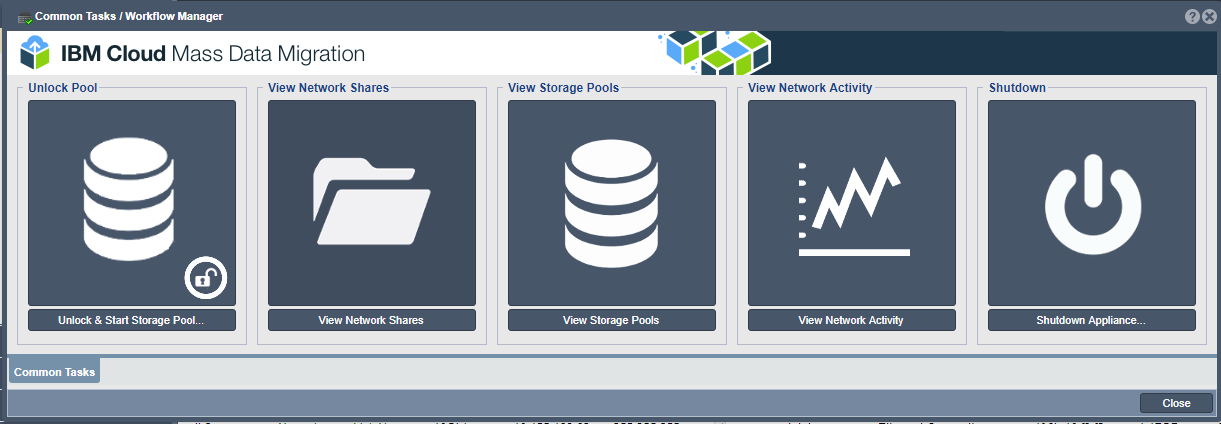 Common Tasks / Workflow Manager
IBM Cloud Mass Data Migration
Unlock Pool
View Network Shares
View Storage Pools
View Network Activity
Shutdown
Unlock & Start Storage Pool...
View Network Shares
View Storage Pools
View Network Activity
Shutdown Appliance...
Common Tasks
Close